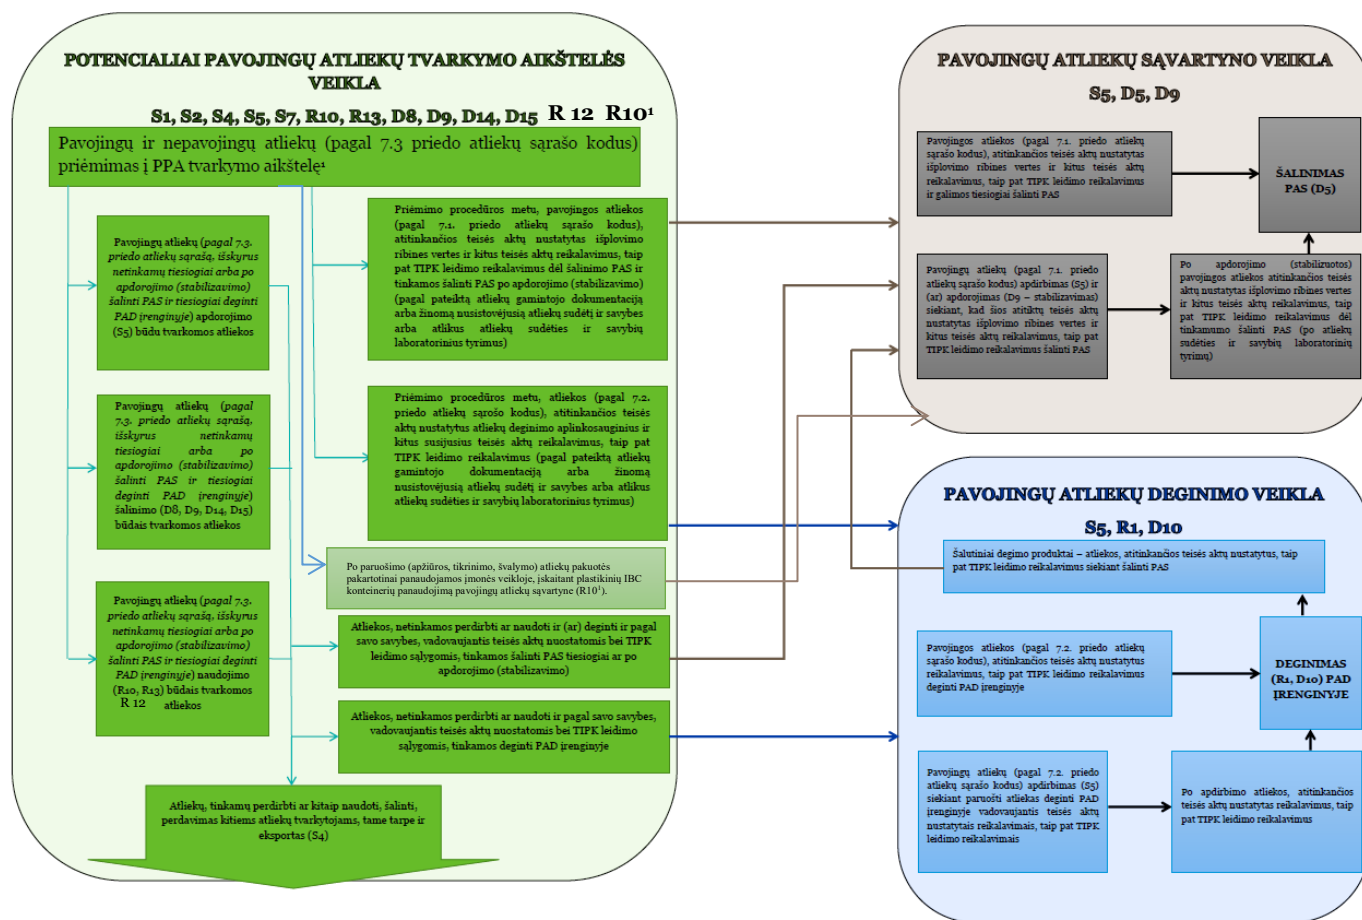 POTENCIALIAI PAVOJINGŲ ATLIEKŲ TVARKYMO AIKŠTELĖS
VEIKLA
S1, S2, S4, S5, S7, R10, R13, D8, D9, D14, D15 R 12 R10¹
Pavojingų ir nepavojingų atliekų (pagal 7.3 priedo atliekų sąrašo kodus)
priėmimas į PPA tvarkymo aikštelę¹
Pavojingų atliekų (pagal 7.3.
priedo atliekų sąrašą, išskyrus
netinkamų tiesiogiai arba po
apdorojimo (stabilizavimo)
šalinti PAS ir tiesiogiai deginti
PAD įrenginyje) apdorojimo
(S5) būdu tvarkomos atliekos
Pavojingų atliekų (pagal
7.3. priedo atliekų sąrašą,
išskyrus netinkamų
tiesiogiai arba po
apdorojimo (stabilizavimo)
šalinti PAS ir tiesiogiai
deginti PAD įrenginyje)
šalinimo (D8, D9, D14, D15)
būdais tvarkomos atliekos
Pavojingų atliekų (pagal 7.3.
priedo atliekų sąrašą, išskyrus
netinkamų tiesiogiai arba po
apdorojimo (stabilizavimo)
šalinti PAS ir tiesiogiai deginti
PAD įrenginyje) naudojimo
(R10, R13) būdais tvarkomos
R 12 atliekos
Priėmimo procedūros metu, pavojingos atliekos
(pagal 7.1. priedo atliekų sąrašo kodus),
atitinkančios teisės aktų nustatytas išplovimo
ribines vertes ir kitus teisės aktų reikalavimus, taip
pat TIPK leidimo reikalavimus dėl šalinimo PAS ir
tinkamos šalinti PAS po apdorojimo (stabilizavimo)
(pagal pateiktą atliekų gamintojo dokumentaciją
arba žinomą nusistovėjusią atliekų sudėtį ir savybes
arba atlikus atliekų sudėties ir savybių
laboratorinius tyrimus)
Priėmimo procedūros metu, atliekos (pagal 7.2.
priedo atliekų sąrošo kodus), atitinkančios teisės
aktų nustatytus atliekų deginimo aplinkosauginius ir
kitus susijusius teisės aktų reikalavimus, taip pat
TIPK leidimo reikalavimus (pagal pateiktą atliekų
gamintojo dokumentaciją arba žinomą
nusistovėjusią atliekų sudėtį ir savybes arba atlikus
atliekų sudėties ir savybių laboratorinius tyrimus)
Po paruošimo (apžiūros, tikrinimo, švalymo) atliekų pakuotės
pakartotinai panaudojamos įmonės veikloje, įskaitant plastikinių IBC
konteinerių panaudojimą pavojingų atliekų sąvartyne (R10¹).
Atliekos, netinkamos perdirbti ar naudoti ir (ar) deginti ir pagal
savo savybes, vadovaujantis teisės aktų nuostatomis bei TIPK
leidimo sąlygomis, tinkamos šalinti PAS tiesiogiai ar po
apdorojimo (stabilizavimo)
Atliekos, netinkamos perdirbti ar naudoti ir pagal savo savybes,
vadovaujantis teisės aktų nuostatomis bei TIPK leidimo
sąlygomis, tinkamos deginti PAD įrenginyje
Atliekų, tinkamų perdirbti ar kitaip naudoti, šalinti,
perdavimas kitiems atliekų tvarkytojams, tame tarpe ir
eksportas (S4)
PAVOJINGŲ ATLIEKŲ SĄVARTYNO VEIKLA
S5, D5, D9
Pavojingos atliekos (pagal 7.1. priedo atliekų
sąrašo kodus), atitinkančios teisės aktų nustatytas
išplovimo ribines vertes ir kitus teisės aktų
reikalavimus, taip pat TIPK leidimo reikalavimus
ir galimos tiesiogiai šalinti PAS
ŠALINIMAS
PAS (D5)
Pavojingų atliekų (pagal 7.1. priedo
atliekų sąrašo kodus) apdirbimas (S5) ir
(ar) apdorojimas (D9 – stabilizavimas)
siekiant, kad šios atitiktų teisės aktų
nustatytas išplovimo ribines vertes ir
kitus teisės aktų reikalavimus, taip pat
TIPK leidimo reikalavimus šalinti PAS
Po apdorojimo (stabilizuotos)
pavojingos atliekos atitinkančios teisės
aktų nustatytas išplovimo ribines vertes ir
kitus teisės aktų reikalavimus, taip pat
TIPK leidimo reikalavimus dėl
tinkamumo šalinti PAS (po atliekų
sudėties ir savybių laboratorinių
tyrimų)
PAVOJINGŲ ATLIEKŲ DEGINIMO VEIKLA
S5, R1, D10
Šalutiniai degimo produktai – atliekos, atitinkančios teisės aktų nustatytus, taip
pat TIPK leidimo reikalavimus siekiant šalinti PAS
Pavojingos atliekos (pagal 7.2. priedo atliekų
sąrašo kodus), atitinkančios teisės aktų nustatytus
reikalavimus, taip pat TIPK leidimo reikalavimus
deginti PAD įrenginyje
DEGINIMAS
(R1, D10) PAD
ĮRENGINYJE
Pavojingų atliekų (pagal 7.2. priedo
atliekų sąrašo kodus) apdirbimas (S5)
siekiant paruošti atliekas deginti PAD
įrenginyje vadovaujantis teisės aktų
nustatytais reikalavimais, taip pat TIPK
leidimo reikalavimais
Po apdirbimo atliekos, atitinkančios
teisės aktų nustatytas reikalavimus, taip
pat TIPK leidimo reikalavimus